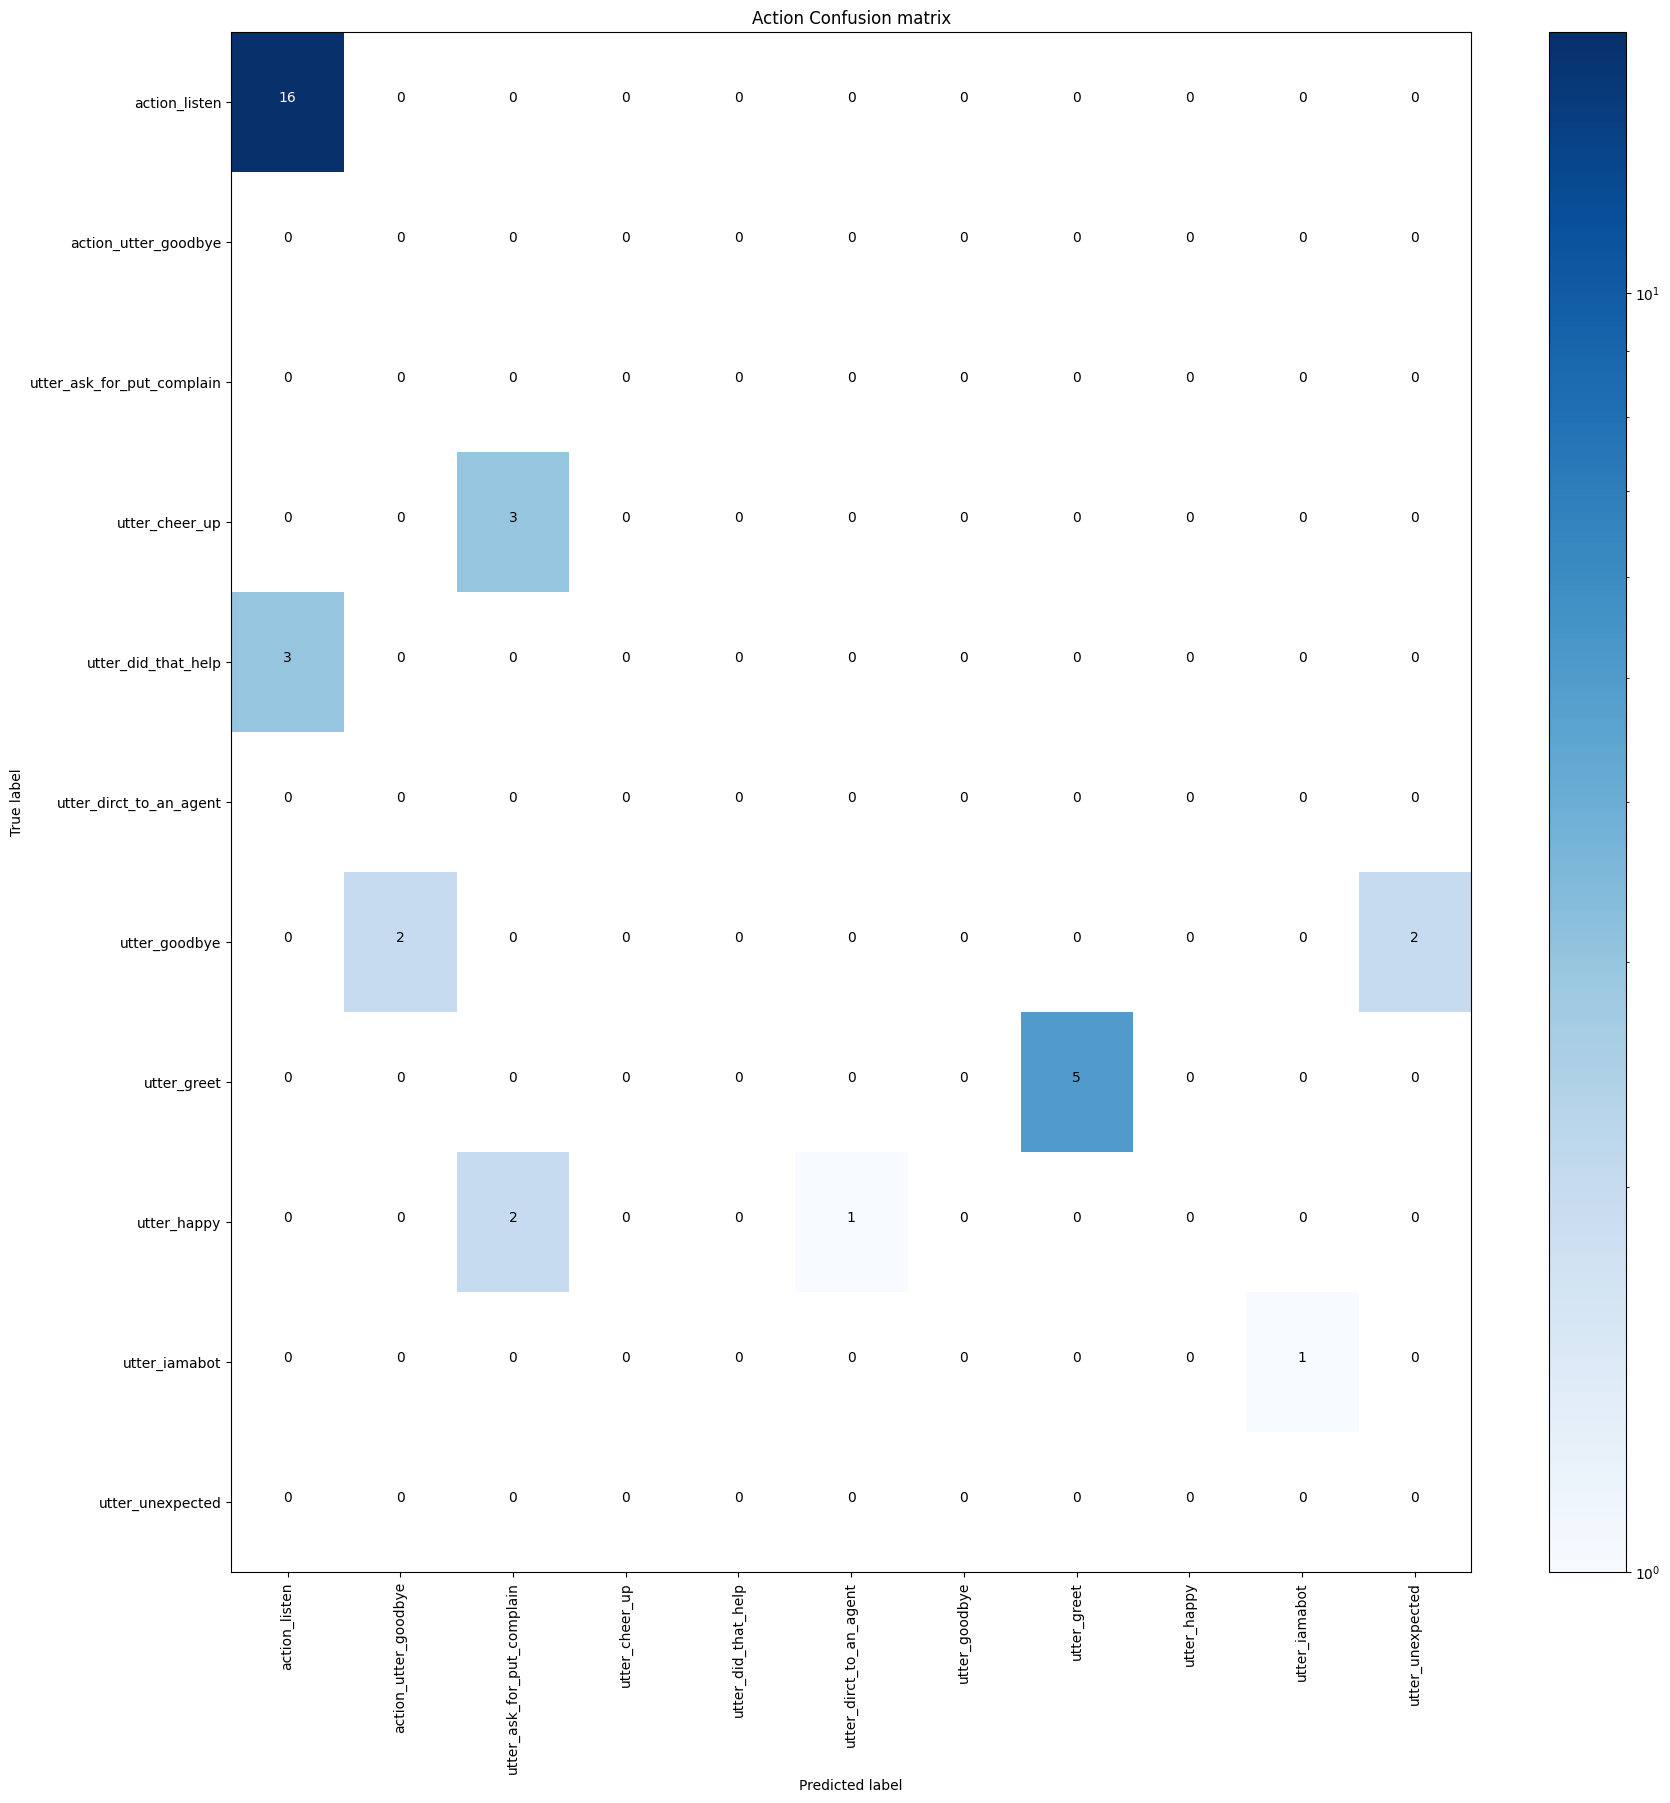 Action Confusion matrix
True label
action_listen 16 0 0 0 0 0 0 0 0 0 0
action_utter_goodbye 0 0 0 0 0 0 0 0 0 0 0
utter_ask_for_put_complain 0 0 0 0 0 0 0 0 0 0 0
utter_cheer_up 0 0 3 0 0 0 0 0 0 0 0
utter_did_that_help 3 0 0 0 0 0 0 0 0 0 0
utter_dirct_to_an_agent 0 0 0 0 0 0 0 0 0 0 0
utter_goodbye 0 2 0 0 0 0 0 0 0 0 2
utter_greet 0 0 0 0 0 0 0 5 0 0 0
utter_happy 0 0 2 0 0 1 0 0 0 0 0
utter_iamabot 0 0 0 0 0 0 0 0 0 1 0
utter_unexpected 0 0 0 0 0 0 0 0 0 0 0
action_listen
action_utter_goodbye
utter_ask_for_put_complain
utter_cheer_up
utter_did_that_help
utter_dirct_to_an_agent
utter_goodbye
utter_greet
utter_happy
utter_iamabot
utter_unexpected
Predicted label
10¹
10⁰